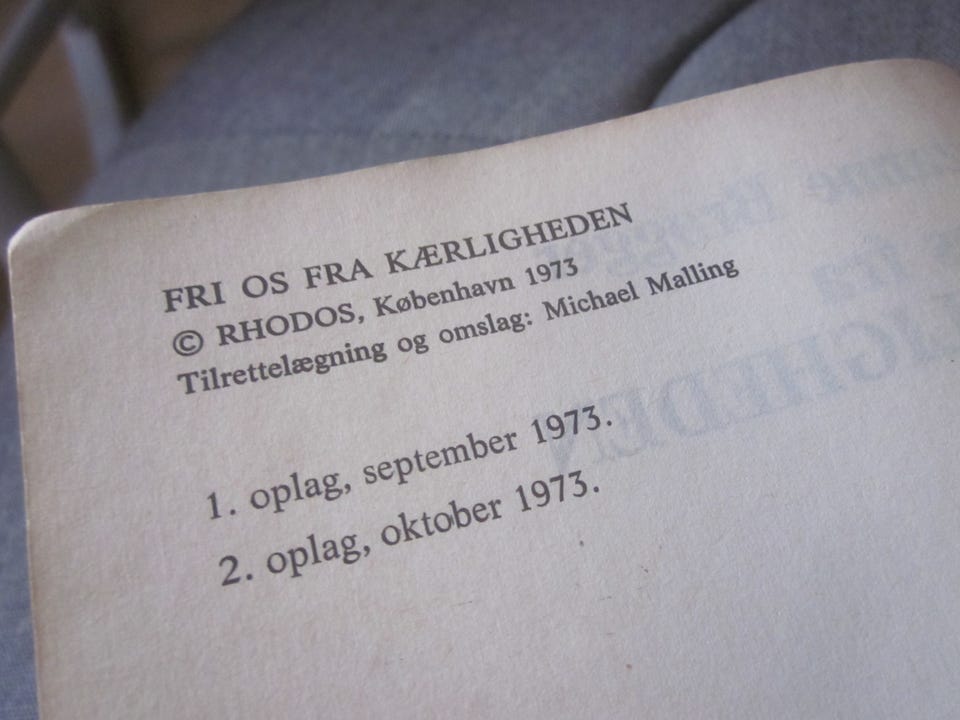 FRI OS FRA KÆRLIGHEDEN
© RHODOS, København 1973
Tilrettelægning og omslag: Michael Malling
1. oplag, september 1973.
2. oplag, oktober 1973.